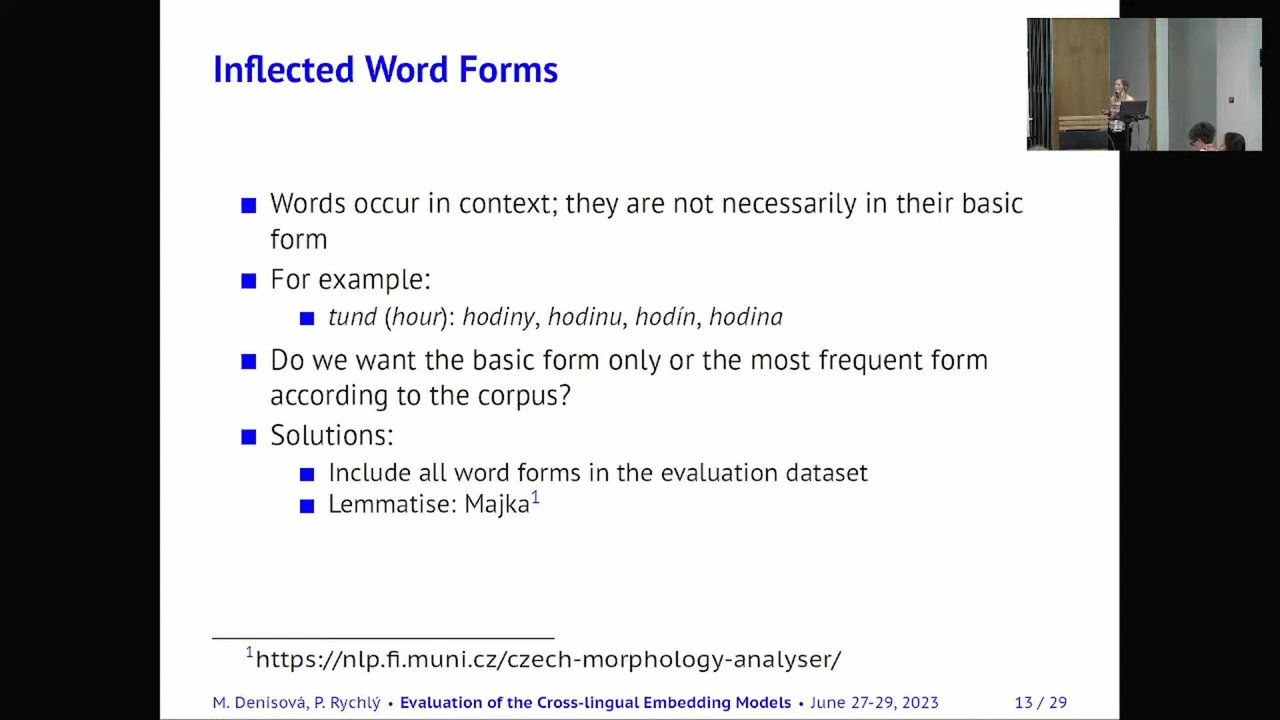 Inflected Word Forms
Words occur in context; they are not necessarily in their basic
form
For example:
tund (hour): hodiny, hodinu, hodín, hodina
Do we want the basic form only or the most frequent form
according to the corpus?
Solutions:
Include all word forms in the evaluation dataset
Lemmatise: Majka1
1https://nlp.fi.muni.cz/czech-morphology-analyser/
M. Denisová, P. Rychlý • Evaluation of the Cross-lingual Embedding Models • June 27-29, 2023 13 / 29